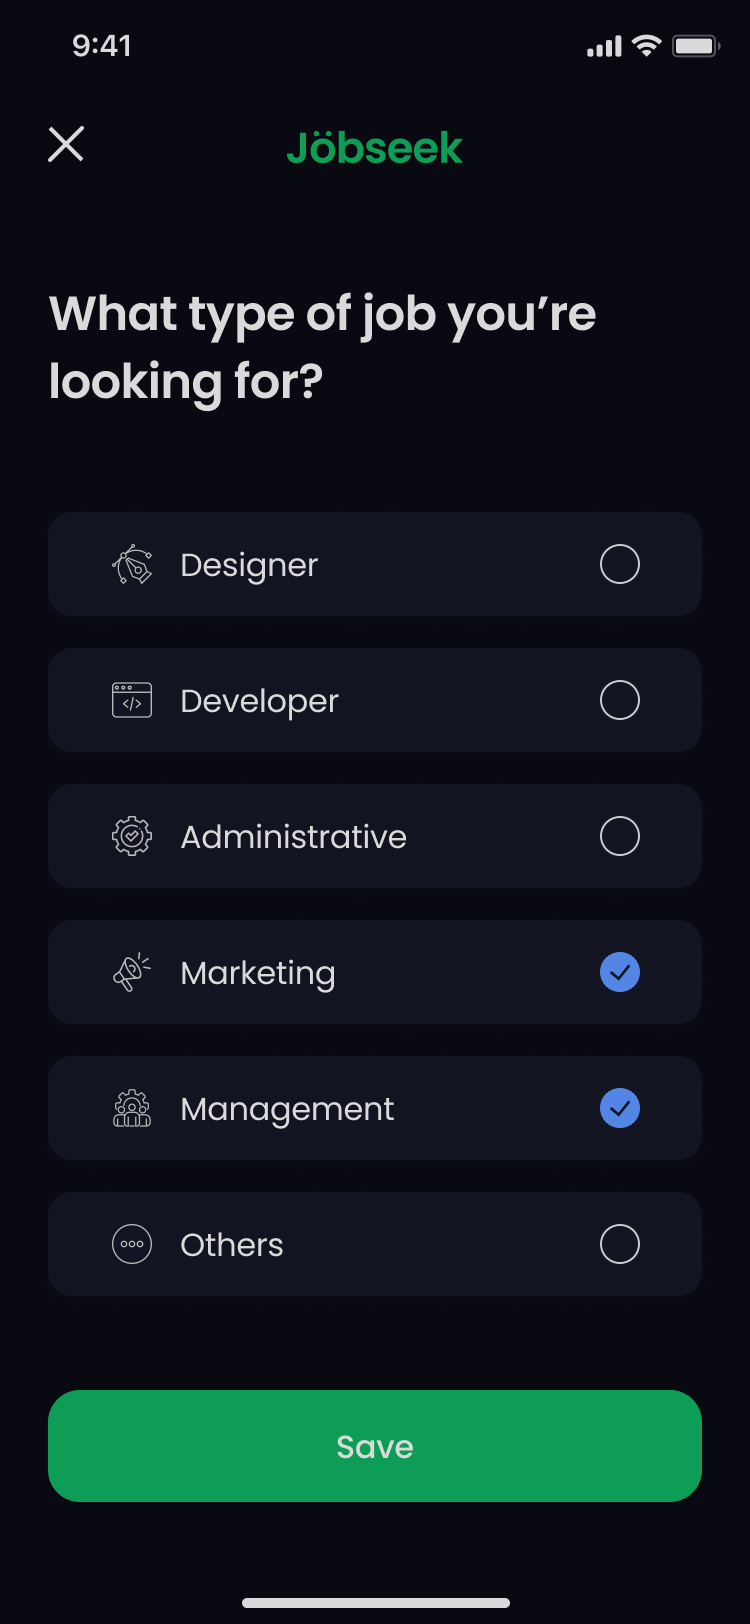 9:41
Jöbseek
What type of job you’re
looking for?
Designer
Developer
Administrative
Marketing
Management
Others
Save